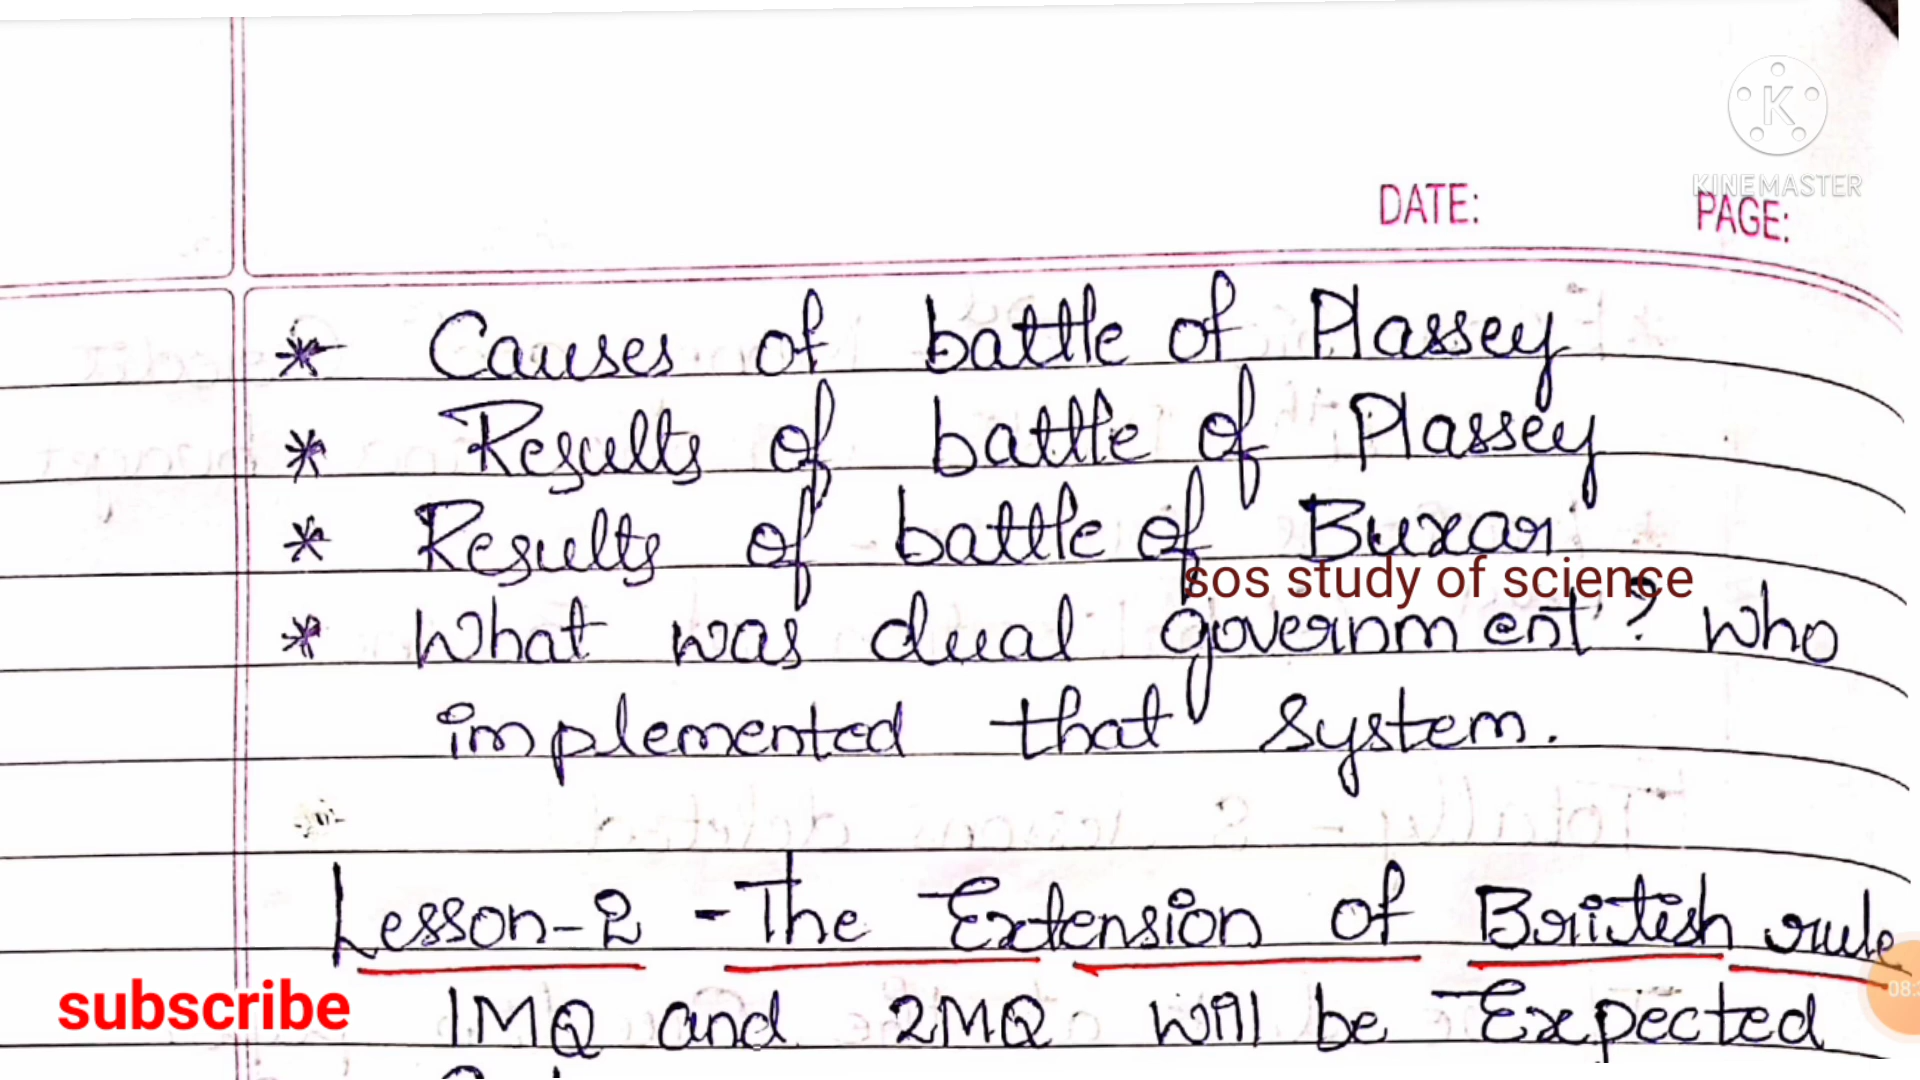 KINEMASTER
DATE: PAGE:
* Causes of battle of Plassey
* Results of battle of Plassey
* Results of battle of Buxar
sos study of science
* What was dual government? Who
implemented that system.
Lesson-2 - The Extension of British rule
subscribe
1MQ and 2MQ will be Expected